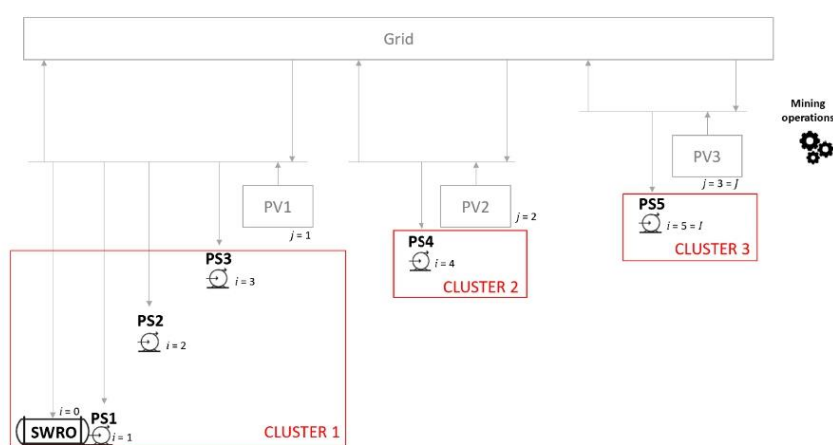 Grid
Mining
operations
PV3
j = 3 = J
PV1
j = 1
PV2
j = 2
PS5
i = 5 = I
CLUSTER 3
PS4
i = 4
CLUSTER 2
PS3
i = 3
PS2
i = 2
i = 0
SWRO
PS1
i = 1
CLUSTER 1